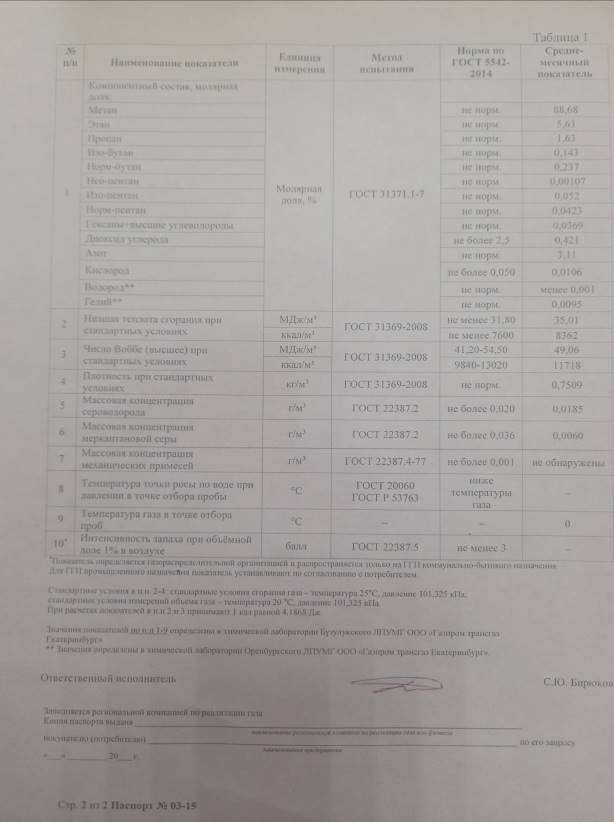 Таблица 1
№ п/п Наименование показателя Единица измерения Метод испытания Норма по ГОСТ 5542-2014 Средне-месячный показатель
1 Компонентный состав, молярная доля: Молярная доля, % ГОСТ 31371.1-7
Метан не норм. 88,68
Этан не норм. 5,63
Пропан не норм. 1,63
Изо-бутан не норм. 0,143
Норм-бутан не норм. 0,237
Нео-пентан не норм. 0,00107
Изо-пентан не норм. 0,052
Норм-пентан не норм. 0,0423
Гексаны+высшие углеводороды не норм. 0,0369
Диоксид углерода не более 2,5 0,421
Азот не норм. 3,11
Кислород не более 0,050 0,0106
Водород** не норм. менее 0,001
Гелий** не норм. 0,0095
2 Низшая теплота сгорания при стандартных условиях МДж/м³ ГОСТ 31369-2008 не менее 31,80 35,01
ккал/м³ не менее 7600 8362
3 Число Воббе (высшее) при стандартных условиях МДж/м³ ГОСТ 31369-2008 41,20-54,50 49,06
ккал/м³ 9840-13020 11718
4 Плотность при стандартных условиях кг/м³ ГОСТ 31369-2008 не норм. 0,7509
5 Массовая концентрация сероводорода г/м³ ГОСТ 22387.2 не более 0,020 0,0185
6 Массовая концентрация меркаптановой серы г/м³ ГОСТ 22387.2 не более 0,036 0,0060
7 Массовая концентрация механических примесей г/м³ ГОСТ 22387.4-77 не более 0,001 не обнаружены
8 Температура точки росы по воде при давлении в точке отбора пробы °С ГОСТ 20060 ГОСТ Р 53763 ниже температуры газа –
9 Температура газа в точке отбора проб °С – – 0
10* Интенсивность запаха при объёмной доле 1% в воздухе балл ГОСТ 22387.5 не менее 3 –
*Показатель определяется газораспределительной организацией и распространяется только на ГГП коммунально-бытового назначения.
Для ГГП промышленного назначения показатель устанавливают по согласованию с потребителем.
Стандартные условия в п.п. 2-4: стандартные условия сгорания газа – температура 25°С, давление 101,325 кПа;
стандартные условия измерений объема газа – температура 20 °С, давление 101,325 кПа.
При расчетах показателей в п.п 2 и 3 принимают 1 кал равной 4,1868 Дж
Значения показателей по п.п 1-9 определены в химической лаборатории Бузулукского ЛПУМГ ООО «Газпром трансгаз
Екатеринбург»
** Значения определены в химической лаборатории Оренбургского ЛПУМГ ООО «Газпром трансгаз Екатеринбург».
Ответственный исполнитель С.Ю. Бирюков
Заполняется региональной компанией по реализации газа
Копия паспорта выдана
наименование региональной компании по реализации газа или филиала
покупателю (потребителю) по его запросу
наименование предприятия
«___»________ 20___ г.
Стр. 2 из 2 Паспорт № 03-15